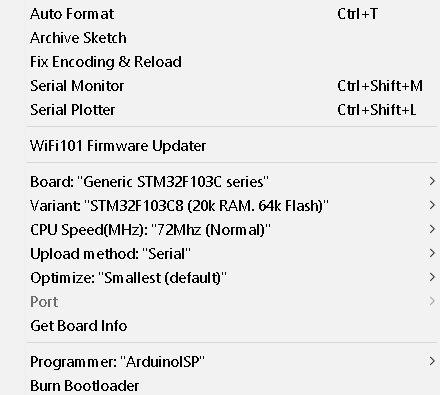 Auto Format Ctrl+T
Archive Sketch
Fix Encoding & Reload
Serial Monitor Ctrl+Shift+M
Serial Plotter Ctrl+Shift+L
WiFi101 Firmware Updater
Board: "Generic STM32F103C series"
Variant: "STM32F103C8 (20k RAM. 64k Flash)"
CPU Speed(MHz): "72Mhz (Normal)"
Upload method: "Serial"
Optimize: "Smallest (default)"
Port
Get Board Info
Programmer: "ArduinoISP"
Burn Bootloader